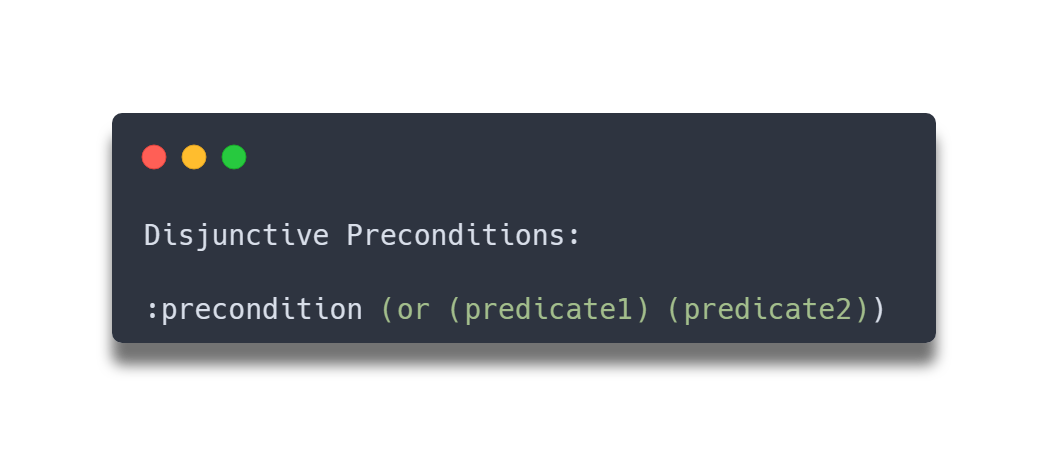 Disjunctive Preconditions:
:precondition (or (predicate1) (predicate2))